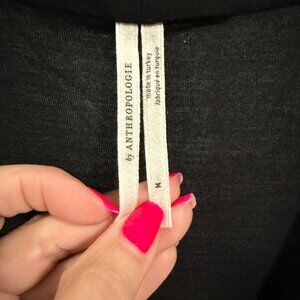 by ANTHROPOLOGIE
made in turkey
fabriqué en turquie
M